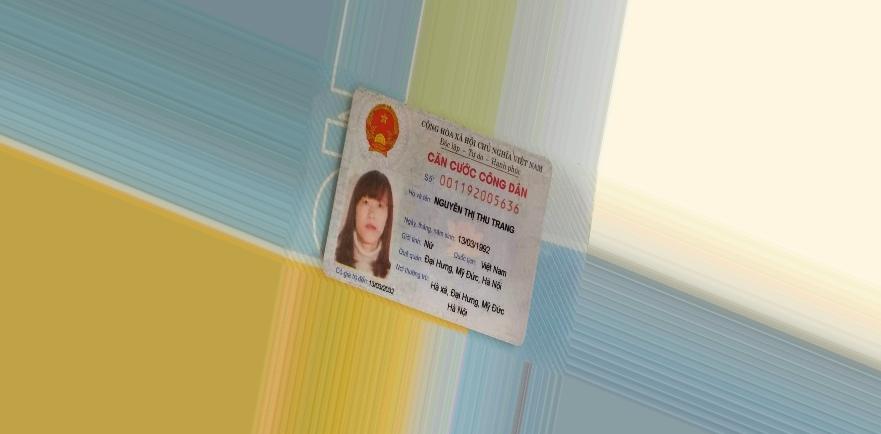 CỘNG HÒA XÃ HỘI CHỦ NGHĨA VIỆT NAM
Độc lập - Tự do - Hạnh phúc
CĂN CƯỚC CÔNG DÂN
Số: 001192005636
Họ và tên: NGUYỄN THỊ THU TRANG
Ngày, tháng, năm sinh: 13/03/1992
Giới tính: Nữ Quốc tịch: Việt Nam
Quê quán: Đại Hưng, Mỹ Đức, Hà Nội
Nơi thường trú:
Hà xá, Đại Hưng, Mỹ Đức
Hà Nội
Có giá trị đến: 13/03/2032